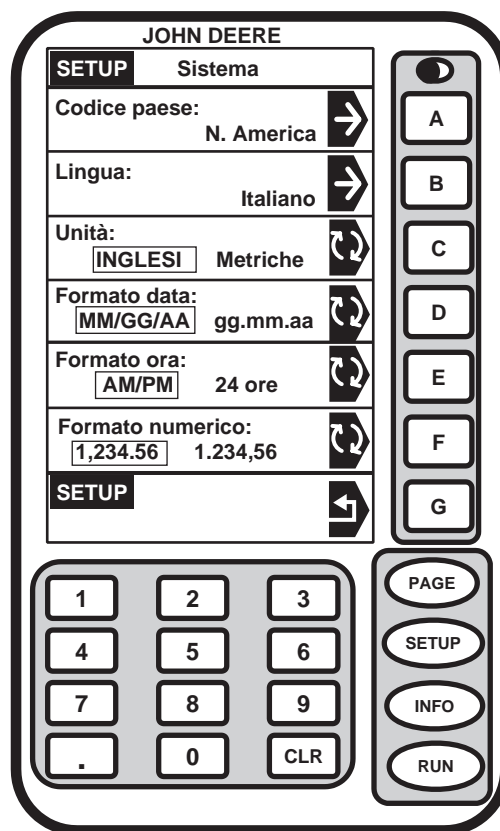 JOHN DEERE
SETUP Sistema
Codice paese:
N. America
Lingua:
Italiano
Unità:
INGLESI Metriche
Formato data:
MM/GG/AA gg.mm.aa
Formato ora:
AM/PM 24 ore
Formato numerico:
1,234.56 1.234,56
SETUP
A
B
C
D
E
F
G
1 2 3
4 5 6
7 8 9
. 0 CLR
PAGE
SETUP
INFO
RUN